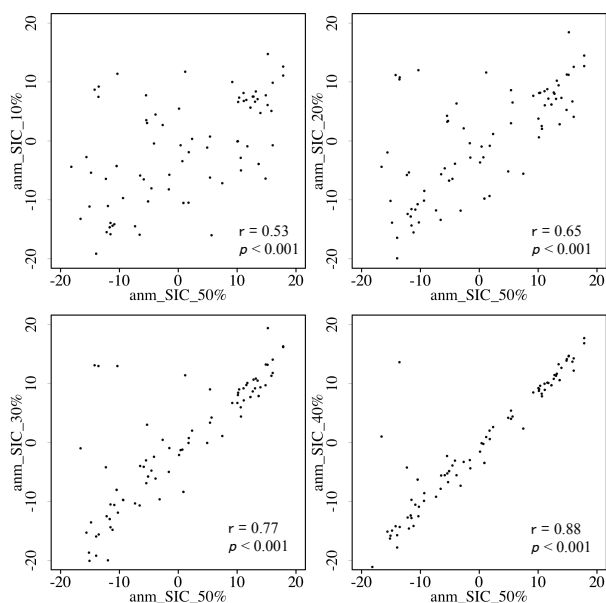 20
10
0
-10
-20
anm_SIC_10%
r = 0.53
p < 0.001
-20 -10 0 10 20
anm_SIC_50%
20
10
0
-10
-20
anm_SIC_20%
r = 0.65
p < 0.001
-20 -10 0 10 20
anm_SIC_50%
20
10
0
-10
-20
anm_SIC_30%
r = 0.77
p < 0.001
-20 -10 0 10 20
anm_SIC_50%
20
10
0
-10
-20
anm_SIC_40%
r = 0.88
p < 0.001
-20 -10 0 10 20
anm_SIC_50%